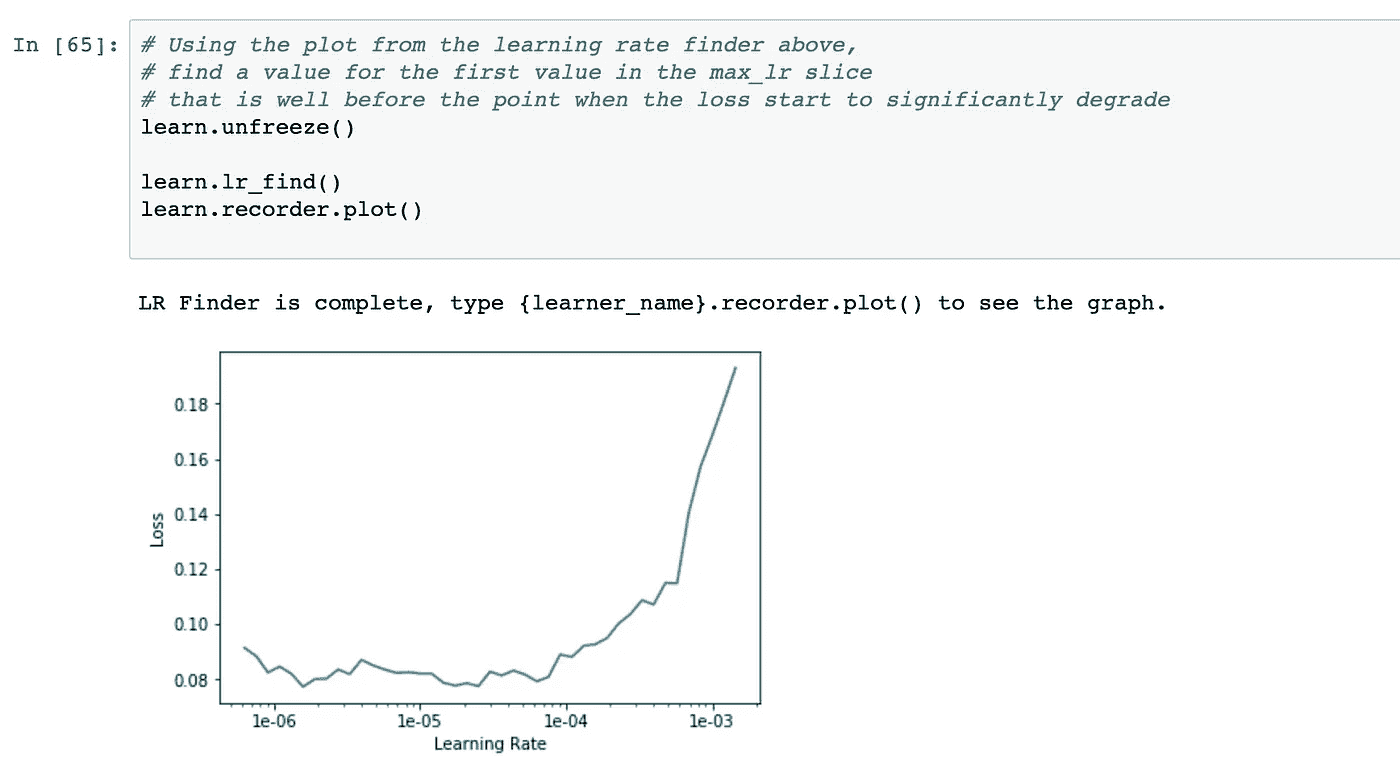 In [65]: # Using the plot from the learning rate finder above,
# find a value for the first value in the max_lr slice
# that is well before the point when the loss start to significantly degrade
learn.unfreeze()
learn.lr_find()
learn.recorder.plot()
LR Finder is complete, type {learner_name}.recorder.plot() to see the graph.
0.18
0.16
0.14
0.12
0.10
0.08
Loss
1e-06 1e-05 1e-04 1e-03
Learning Rate